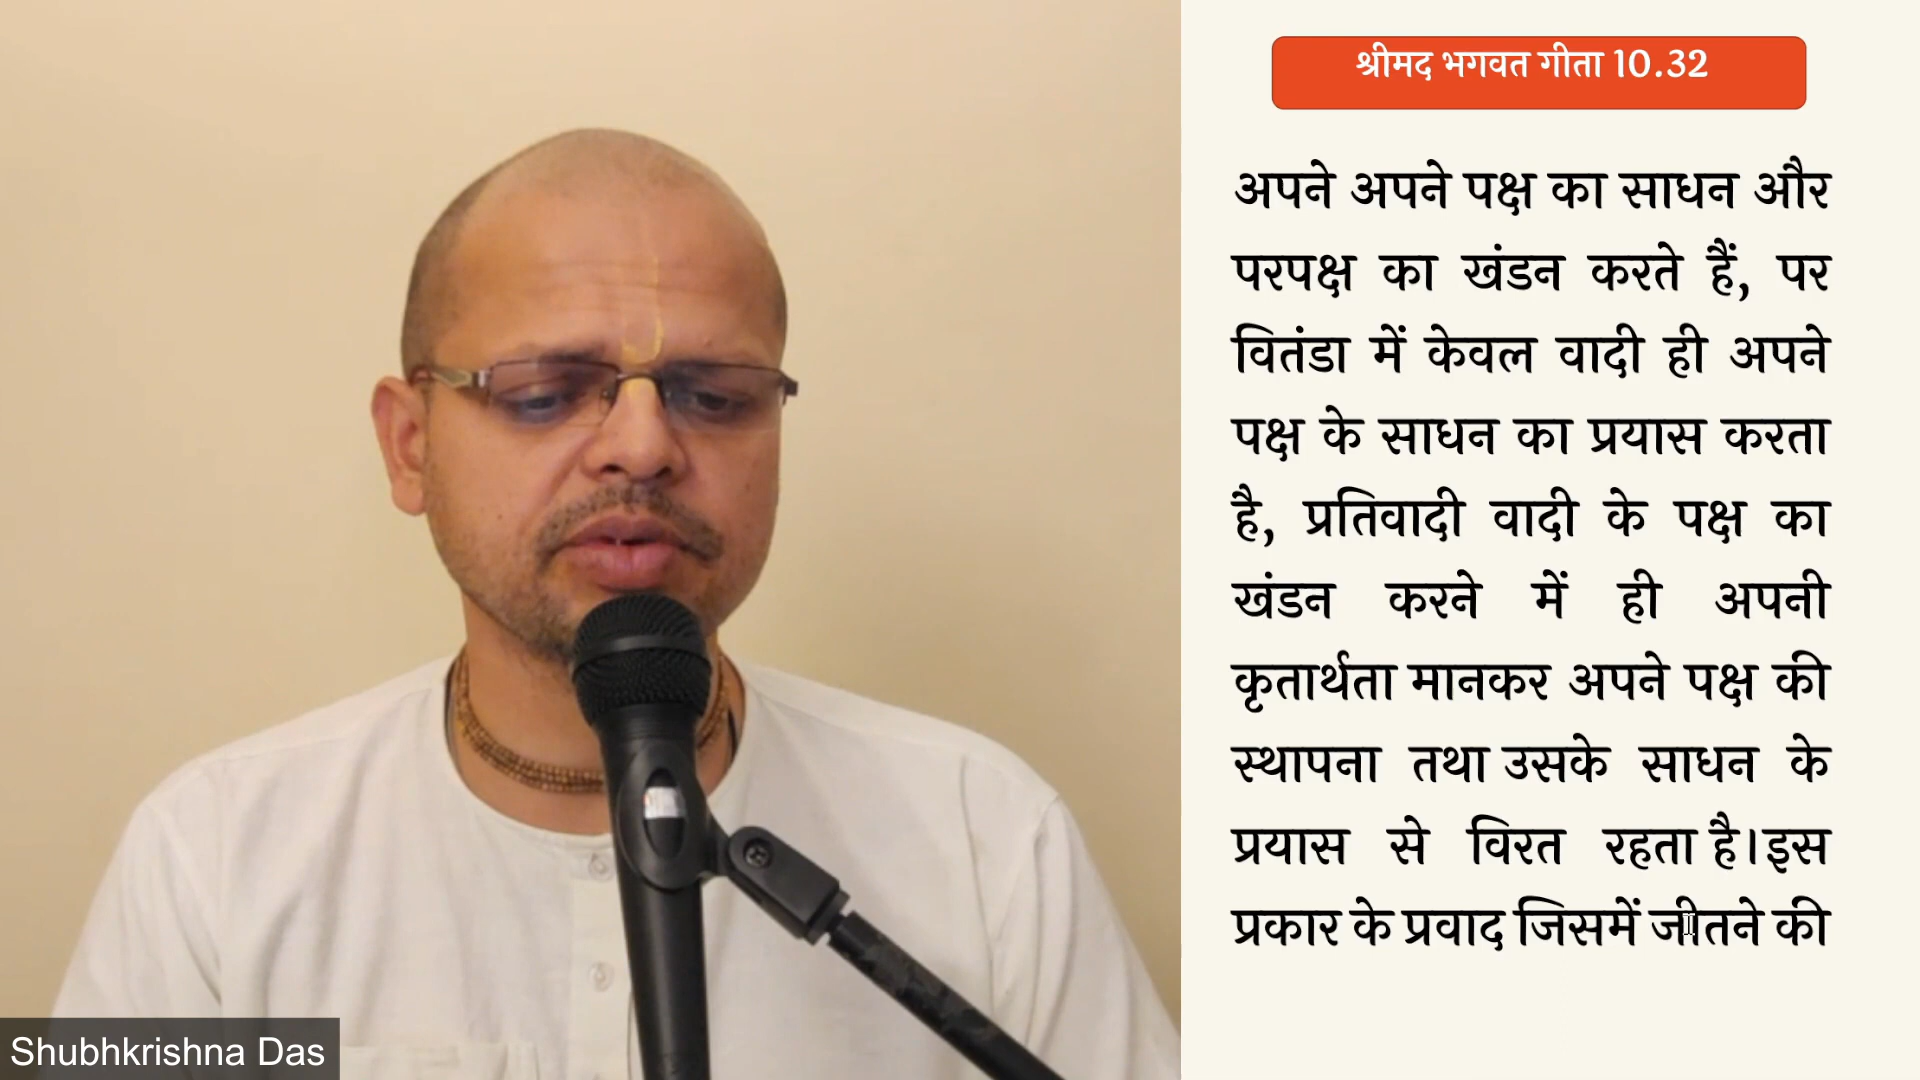 श्रीमद भगवत गीता 10.32
अपने अपने पक्ष का साधन और
परपक्ष का खंडन करते हैं, पर
वितंडा में केवल वादी ही अपने
पक्ष के साधन का प्रयास करता
है, प्रतिवादी वादी के पक्ष का
खंडन करने में ही अपनी
कृतार्थता मानकर अपने पक्ष की
स्थापना तथा उसके साधन के
प्रयास से विरत रहता है।इस
प्रकार के प्रवाद जिसमें जीतने की
Shubhkrishna Das